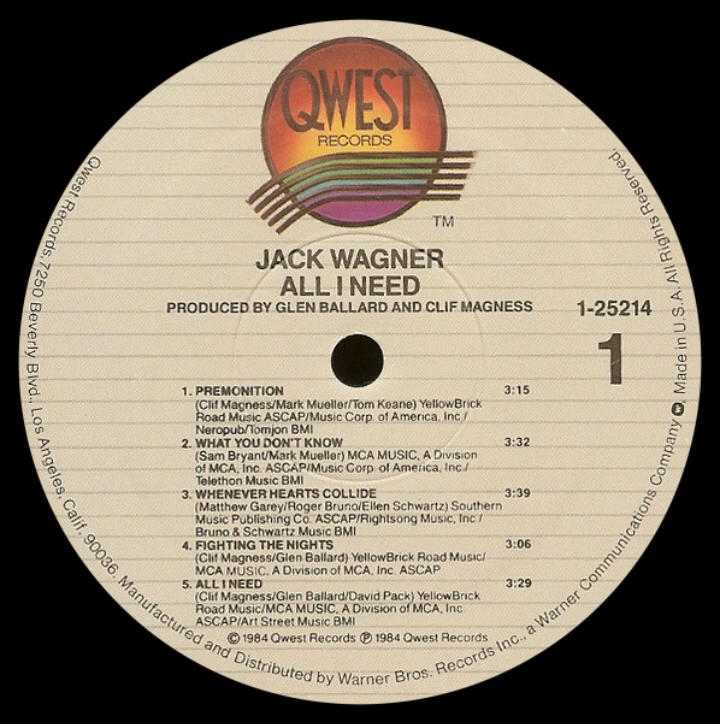 QWEST
RECORDS
TM
JACK WAGNER
ALL I NEED
PRODUCED BY GLEN BALLARD AND CLIF MAGNESS
1-25214
1
1. PREMONITION 3:15
(Clif Magness/Mark Mueller/Tom Keane) YellowBrick
Road Music ASCAP/Music Corp. of America, Inc./
Neropub/Tomjon BMI
2. WHAT YOU DON'T KNOW 3:32
(Sam Bryant/Mark Mueller) MCA MUSIC, A Division
of MCA, Inc. ASCAP/Music Corp. of America, Inc./
Telethon Music BMI
3. WHENEVER HEARTS COLLIDE 3:39
(Matthew Garey/Roger Bruno/Ellen Schwartz) Southern
Music Publishing Co. ASCAP/Rightsong Music, Inc./
Bruno & Schwartz Music BMI
4. FIGHTING THE NIGHTS 3:06
(Clif Magness/Glen Ballard) YellowBrick Road Music/
MCA MUSIC, A Division of MCA, Inc. ASCAP
5. ALL I NEED 3:29
(Clif Magness/Glen Ballard/David Pack) YellowBrick
Road Music/MCA MUSIC, A Division of MCA, Inc.
ASCAP/Art Street Music BMI
© 1984 Qwest Records ℗ 1984 Qwest Records
Qwest Records, 7250 Beverly Blvd., Los Angeles, Calif. 90036. Manufactured and Distributed by Warner Bros. Records Inc., a Warner Communications Company. Made in U.S.A. All Rights Reserved.